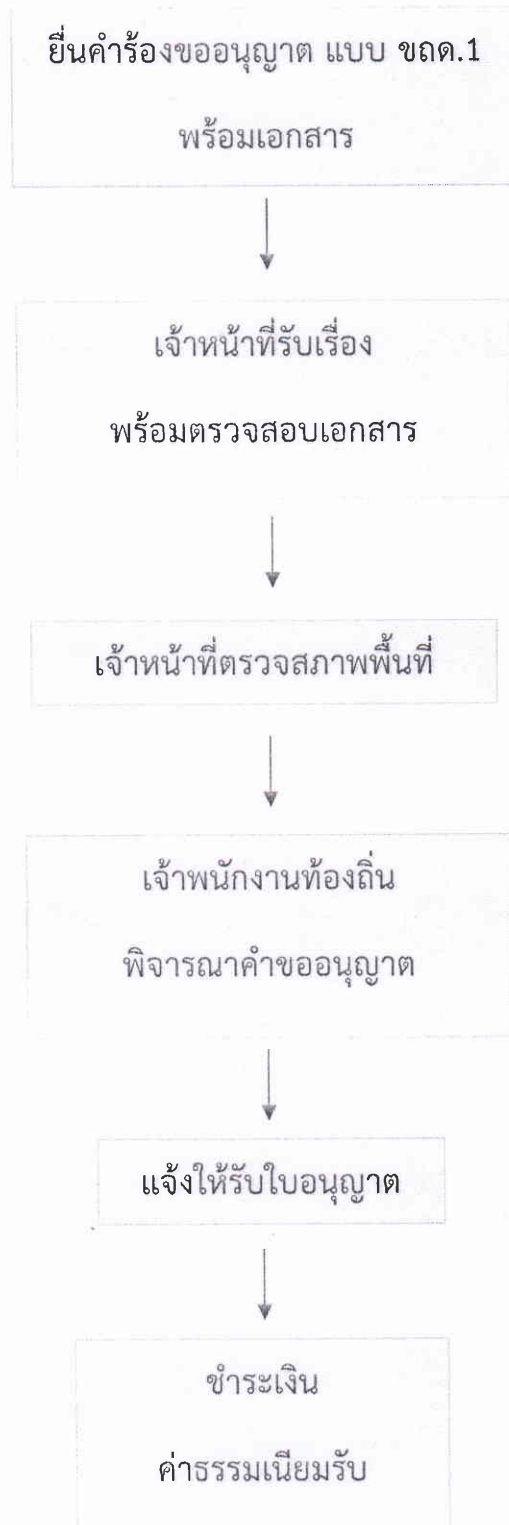 ยื่นคำร้องขออนุญาต แบบ ขถด.1
พร้อมเอกสาร
เจ้าหน้าที่รับเรื่อง
พร้อมตรวจสอบเอกสาร
เจ้าหน้าที่ตรวจสภาพพื้นที่
เจ้าพนักงานท้องถิ่น
พิจารณาคำขออนุญาต
แจ้งให้รับใบอนุญาต
ชำระเงิน
ค่าธรรมเนียมรับ